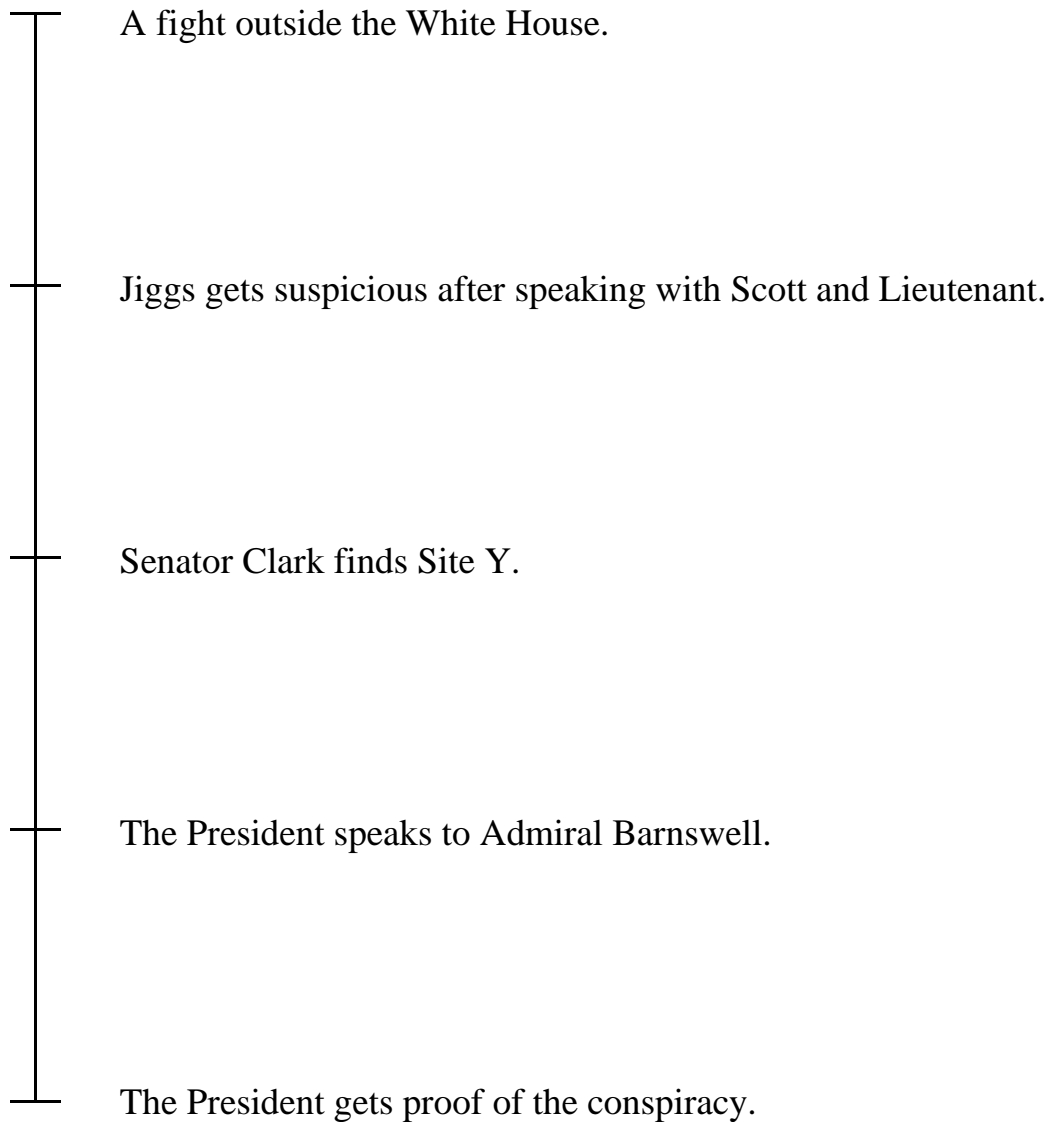 A fight outside the White House.
Jiggs gets suspicious after speaking with Scott and Lieutenant.
Senator Clark finds Site Y.
The President speaks to Admiral Barnswell.
The President gets proof of the conspiracy.